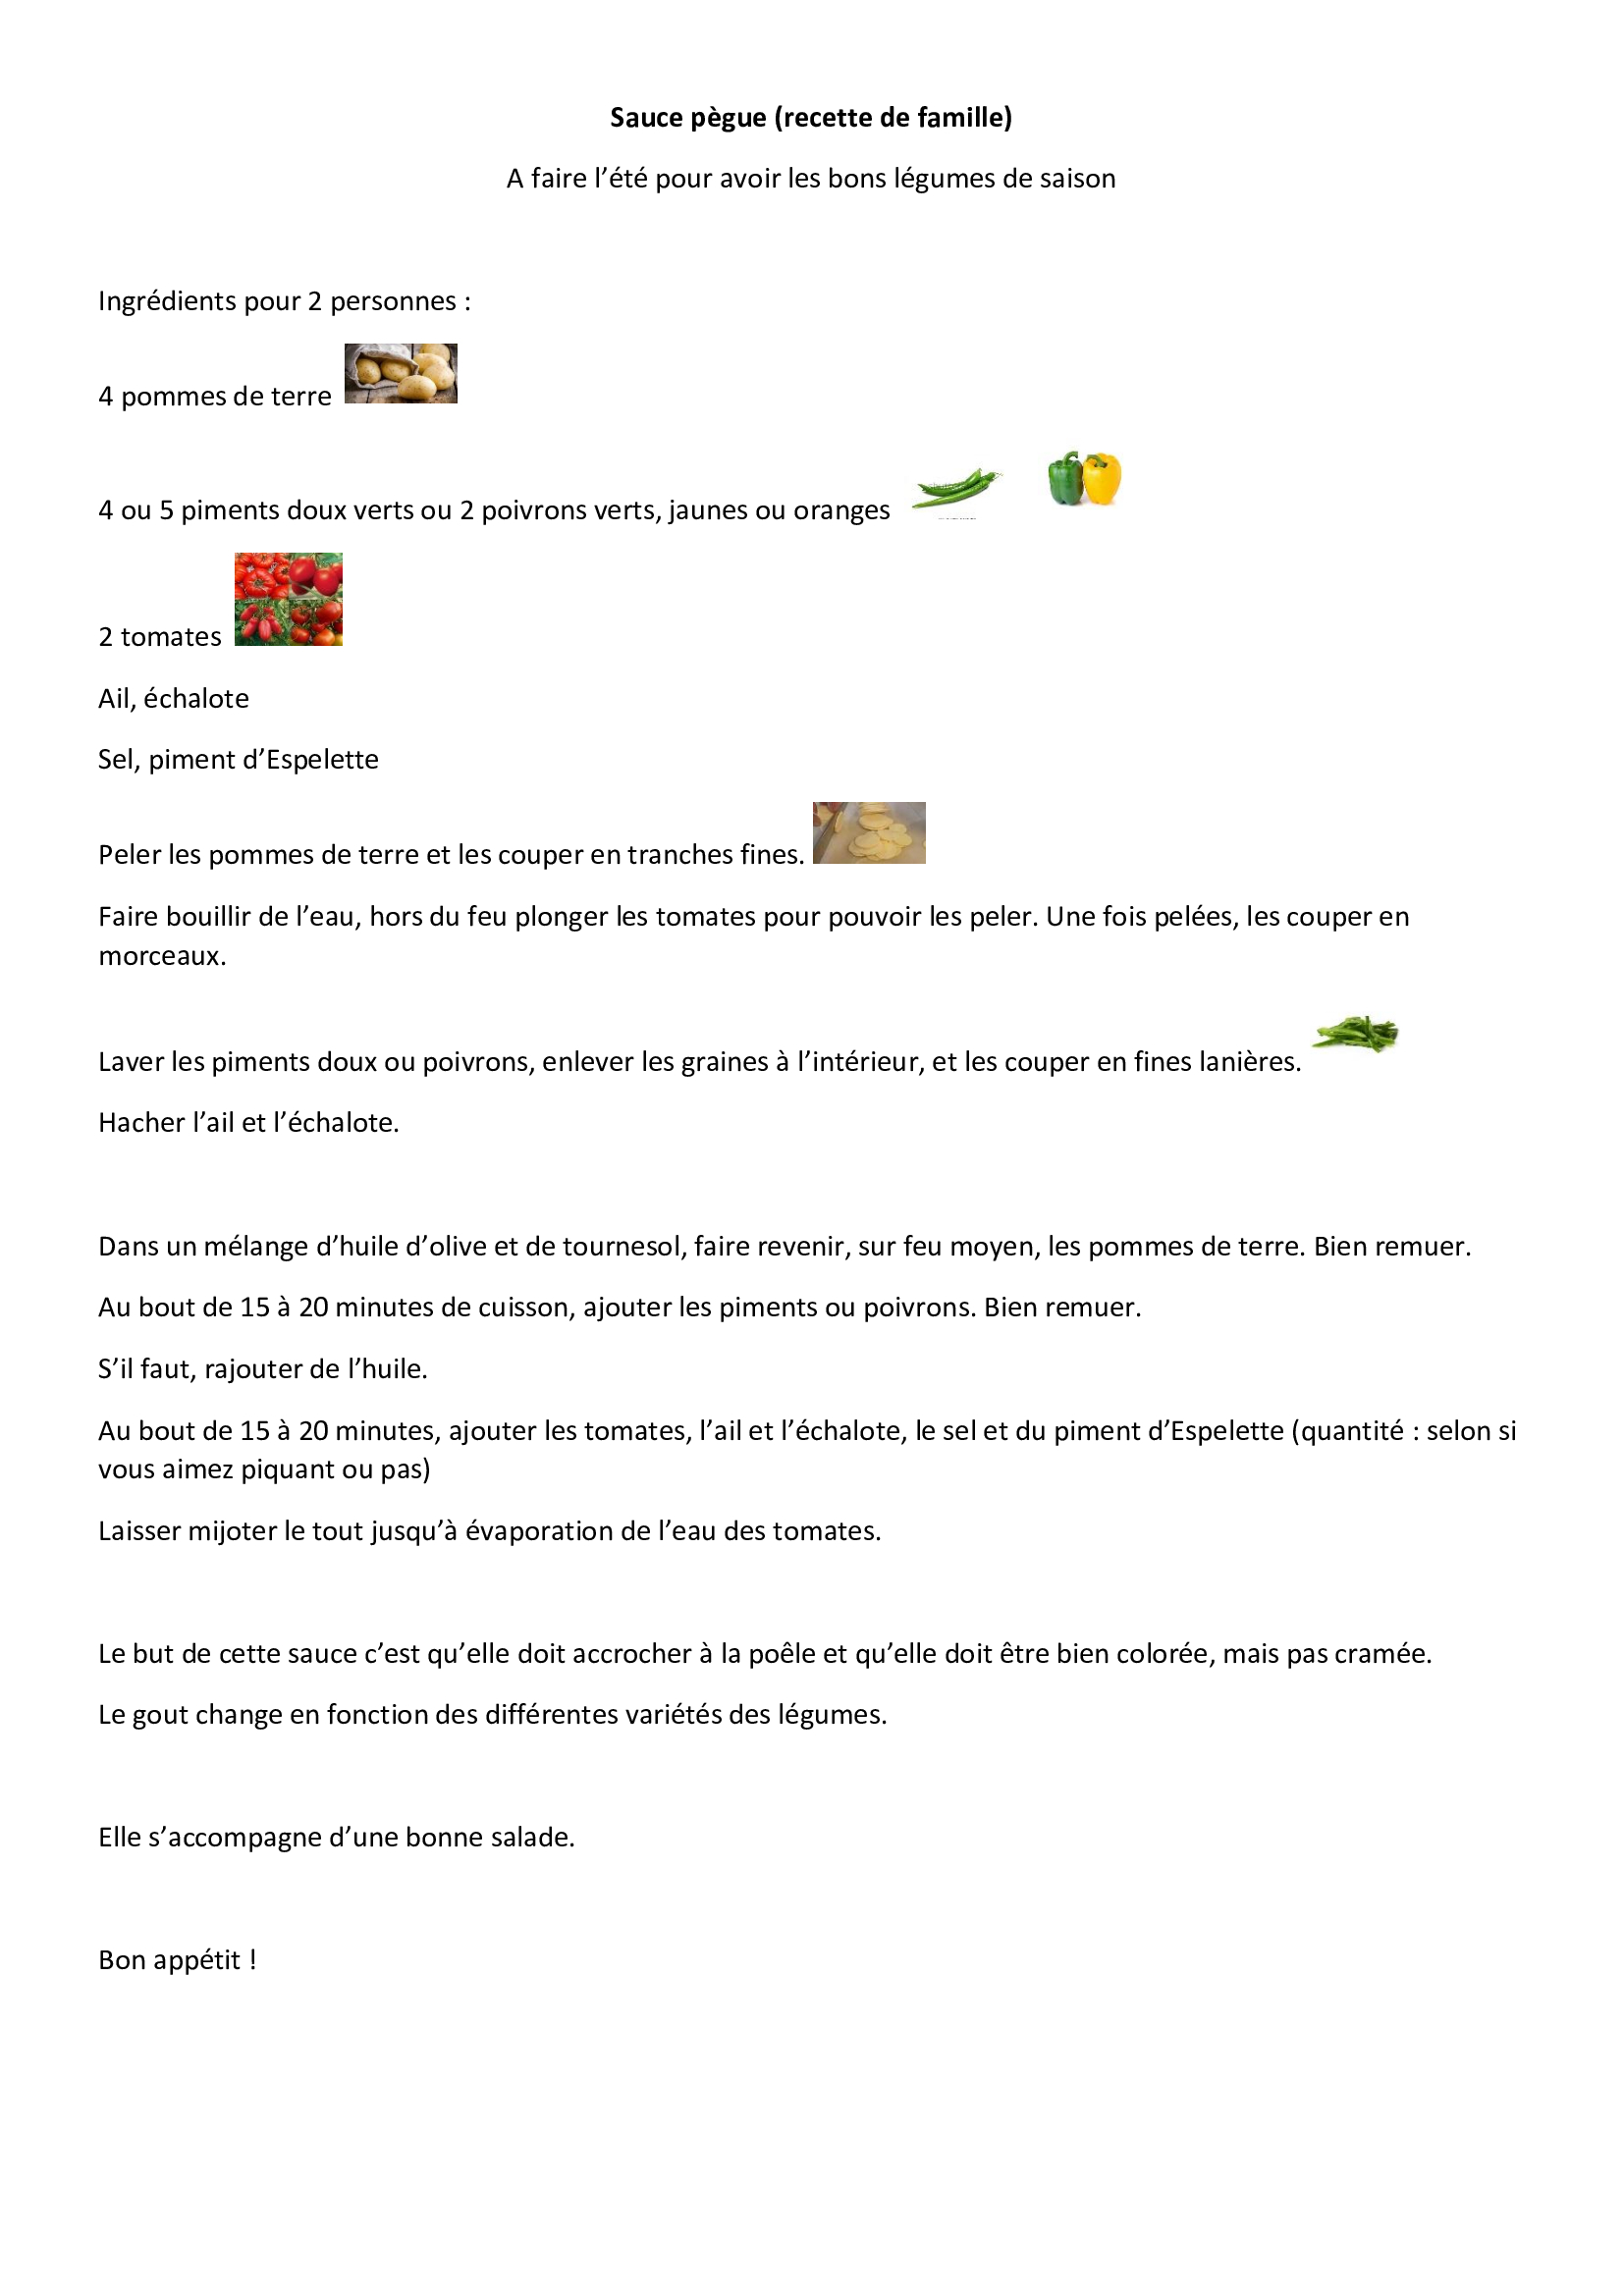 Sauce pègue (recette de famille)
A faire l’été pour avoir les bons légumes de saison
Ingrédients pour 2 personnes :
4 pommes de terre
4 ou 5 piments doux verts ou 2 poivrons verts, jaunes ou oranges
2 tomates
Ail, échalote
Sel, piment d’Espelette
Peler les pommes de terre et les couper en tranches fines.
Faire bouillir de l’eau, hors du feu plonger les tomates pour pouvoir les peler. Une fois pelées, les couper en
morceaux.
Laver les piments doux ou poivrons, enlever les graines à l’intérieur, et les couper en fines lanières.
Hacher l’ail et l’échalote.
Dans un mélange d’huile d’olive et de tournesol, faire revenir, sur feu moyen, les pommes de terre. Bien remuer.
Au bout de 15 à 20 minutes de cuisson, ajouter les piments ou poivrons. Bien remuer.
S’il faut, rajouter de l’huile.
Au bout de 15 à 20 minutes, ajouter les tomates, l’ail et l’échalote, le sel et du piment d’Espelette (quantité : selon si
vous aimez piquant ou pas)
Laisser mijoter le tout jusqu’à évaporation de l’eau des tomates.
Le but de cette sauce c’est qu’elle doit accrocher à la poêle et qu’elle doit être bien colorée, mais pas cramée.
Le gout change en fonction des différentes variétés des légumes.
Elle s’accompagne d’une bonne salade.
Bon appétit !